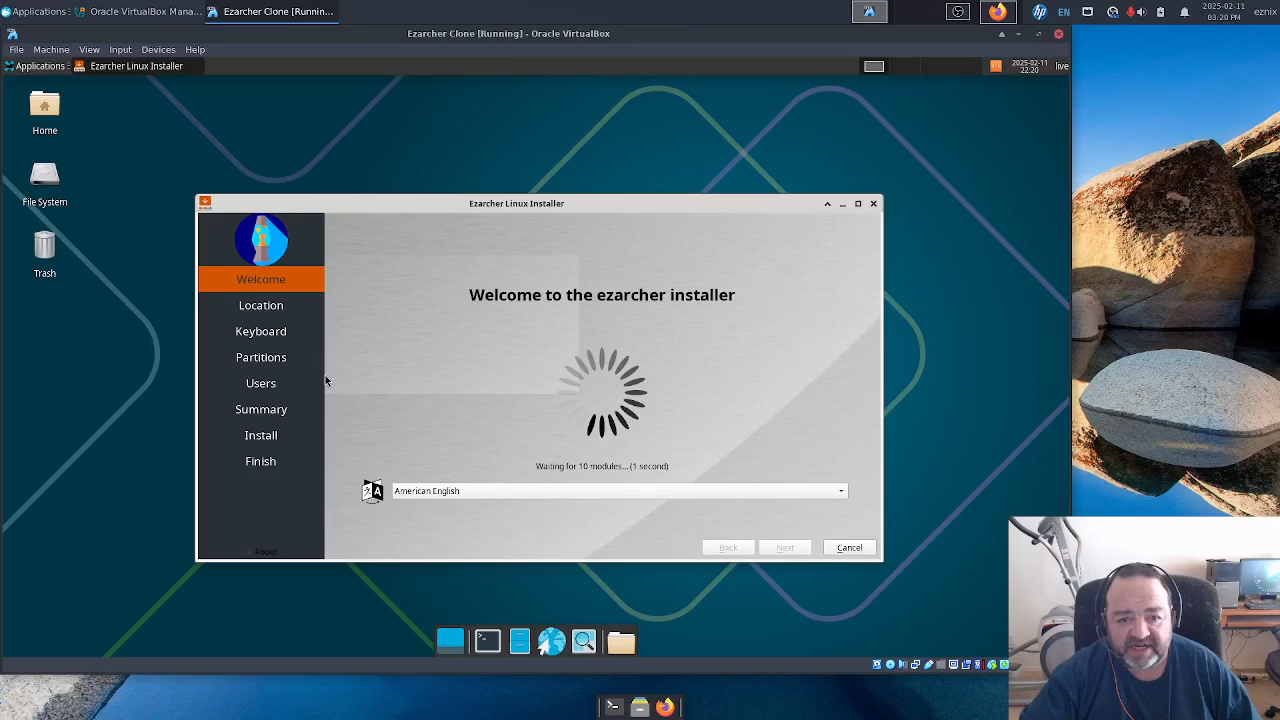 Applications
Oracle VirtualBox Mana...
Ezarcher Clone [Runnin...
EN
2025-02-11
03:20 PM
eznix
Ezarcher Clone [Running] - Oracle VirtualBox
File Machine View Input Devices Help
Applications
Ezarcher Linux Installer
2025-02-11
22:20
live
Home
File System
Trash
Ezarcher Linux Installer
Welcome
Location
Keyboard
Partitions
Users
Summary
Install
Finish
About
Welcome to the ezarcher installer
Waiting for 10 modules... (1 second)
American English
Back
Next
Cancel